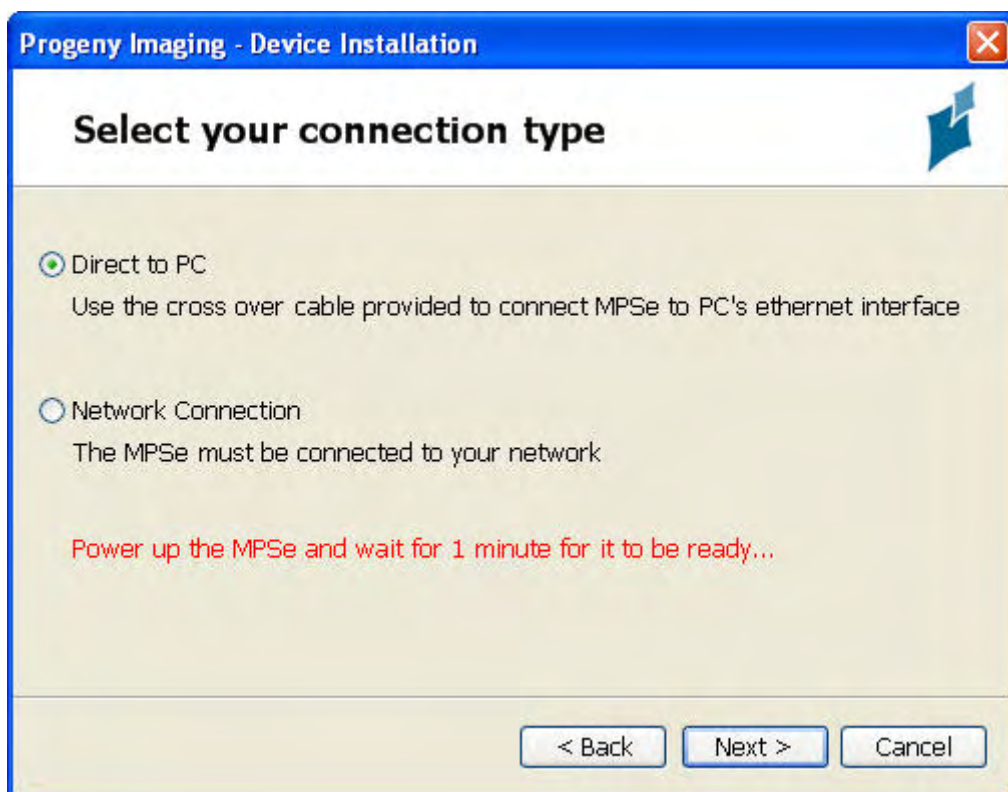 Progeny Imaging - Device Installation
Select your connection type
Direct to PC
Use the cross over cable provided to connect MPSe to PC's ethernet interface
Network Connection
The MPSe must be connected to your network
Power up the MPSe and wait for 1 minute for it to be ready...
< Back Next > Cancel